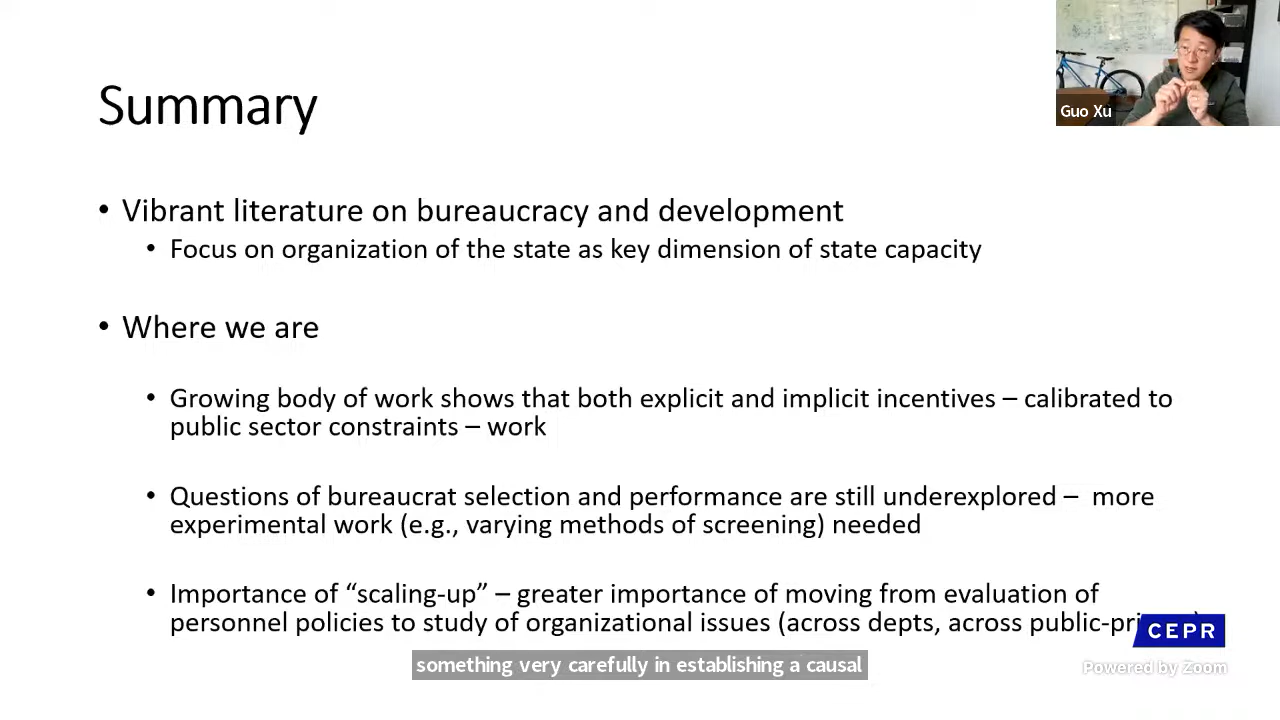 Summary
Guo Xu
• Vibrant literature on bureaucracy and development
• Focus on organization of the state as key dimension of state capacity
• Where we are
• Growing body of work shows that both explicit and implicit incentives – calibrated to
public sector constraints – work
• Questions of bureaucrat selection and performance are still underexplored – more
experimental work (e.g., varying methods of screening) needed
• Importance of “scaling-up” – greater importance of moving from evaluation of
personnel policies to study of organizational issues (across depts, across
CEPR
something very carefully in establishing a causal
Powered by Zoom